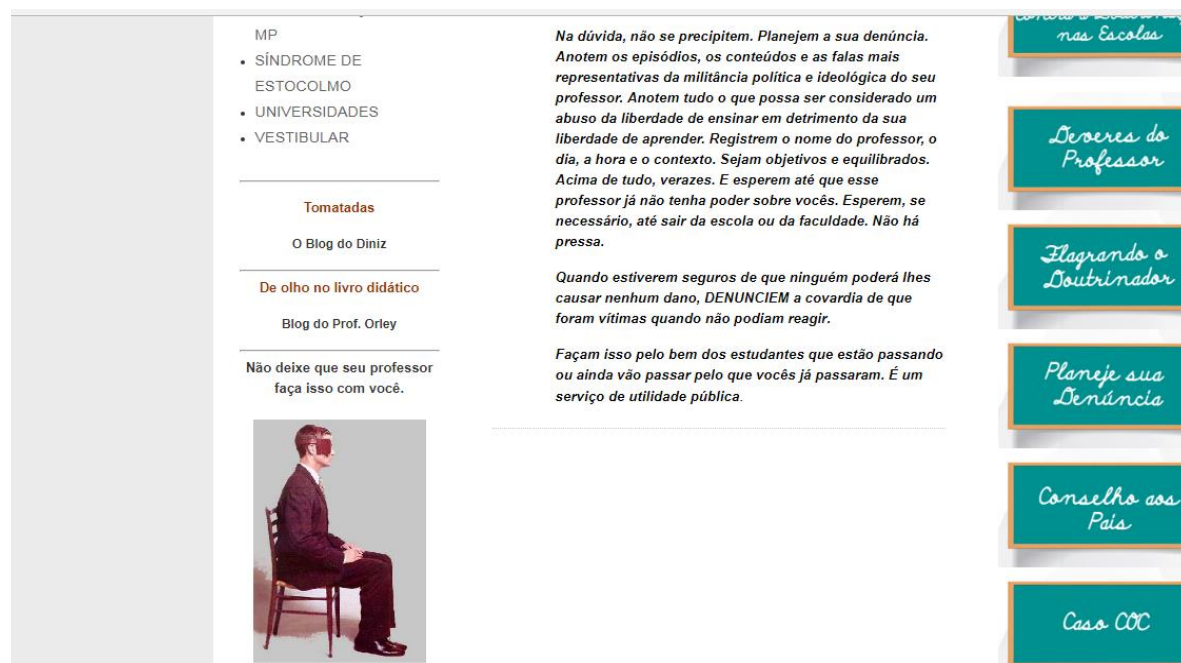 MP
SÍNDROME DE
ESTOCOLMO
UNIVERSIDADES
VESTIBULAR
Tomatadas
O Blog do Diniz
De olho no livro didático
Blog do Prof. Orley
Não deixe que seu professor
faça isso com você.
Na dúvida, não se precipitem. Planejem a sua denúncia.
Anotem os episódios, os conteúdos e as falas mais
representativas da militância política e ideológica do seu
professor. Anotem tudo o que possa ser considerado um
abuso da liberdade de ensinar em detrimento da sua
liberdade de aprender. Registrem o nome do professor, o
dia, a hora e o contexto. Sejam objetivos e equilibrados.
Acima de tudo, verazes. E esperem até que esse
professor já não tenha poder sobre vocês. Esperem, se
necessário, até sair da escola ou da faculdade. Não há
pressa.
Quando estiverem seguros de que ninguém poderá lhes
causar nenhum dano, DENUNCIEM a covardia de que
foram vítimas quando não podiam reagir.
Façam isso pelo bem dos estudantes que estão passando
ou ainda vão passar pelo que vocês já passaram. É um
serviço de utilidade pública.
nas Escolas
Deveres do
Professor
Flagrando o
Doutrinador
Planeje sua
Denúncia
Conselho aos
Pais
Caso COC